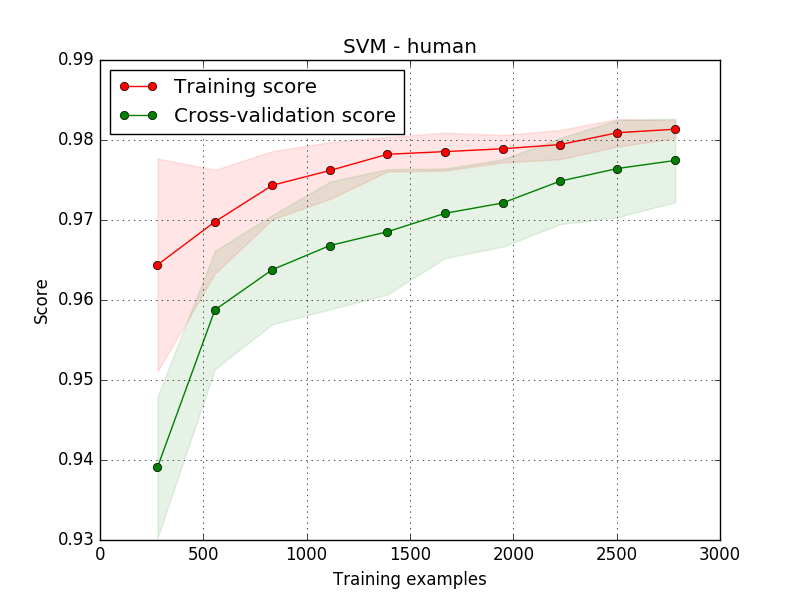 SVM - human
0.99
0.98
0.97
0.96
0.95
0.94
0.93
Training score
Cross-validation score
Score
0 500 1000 1500 2000 2500 3000
Training examples